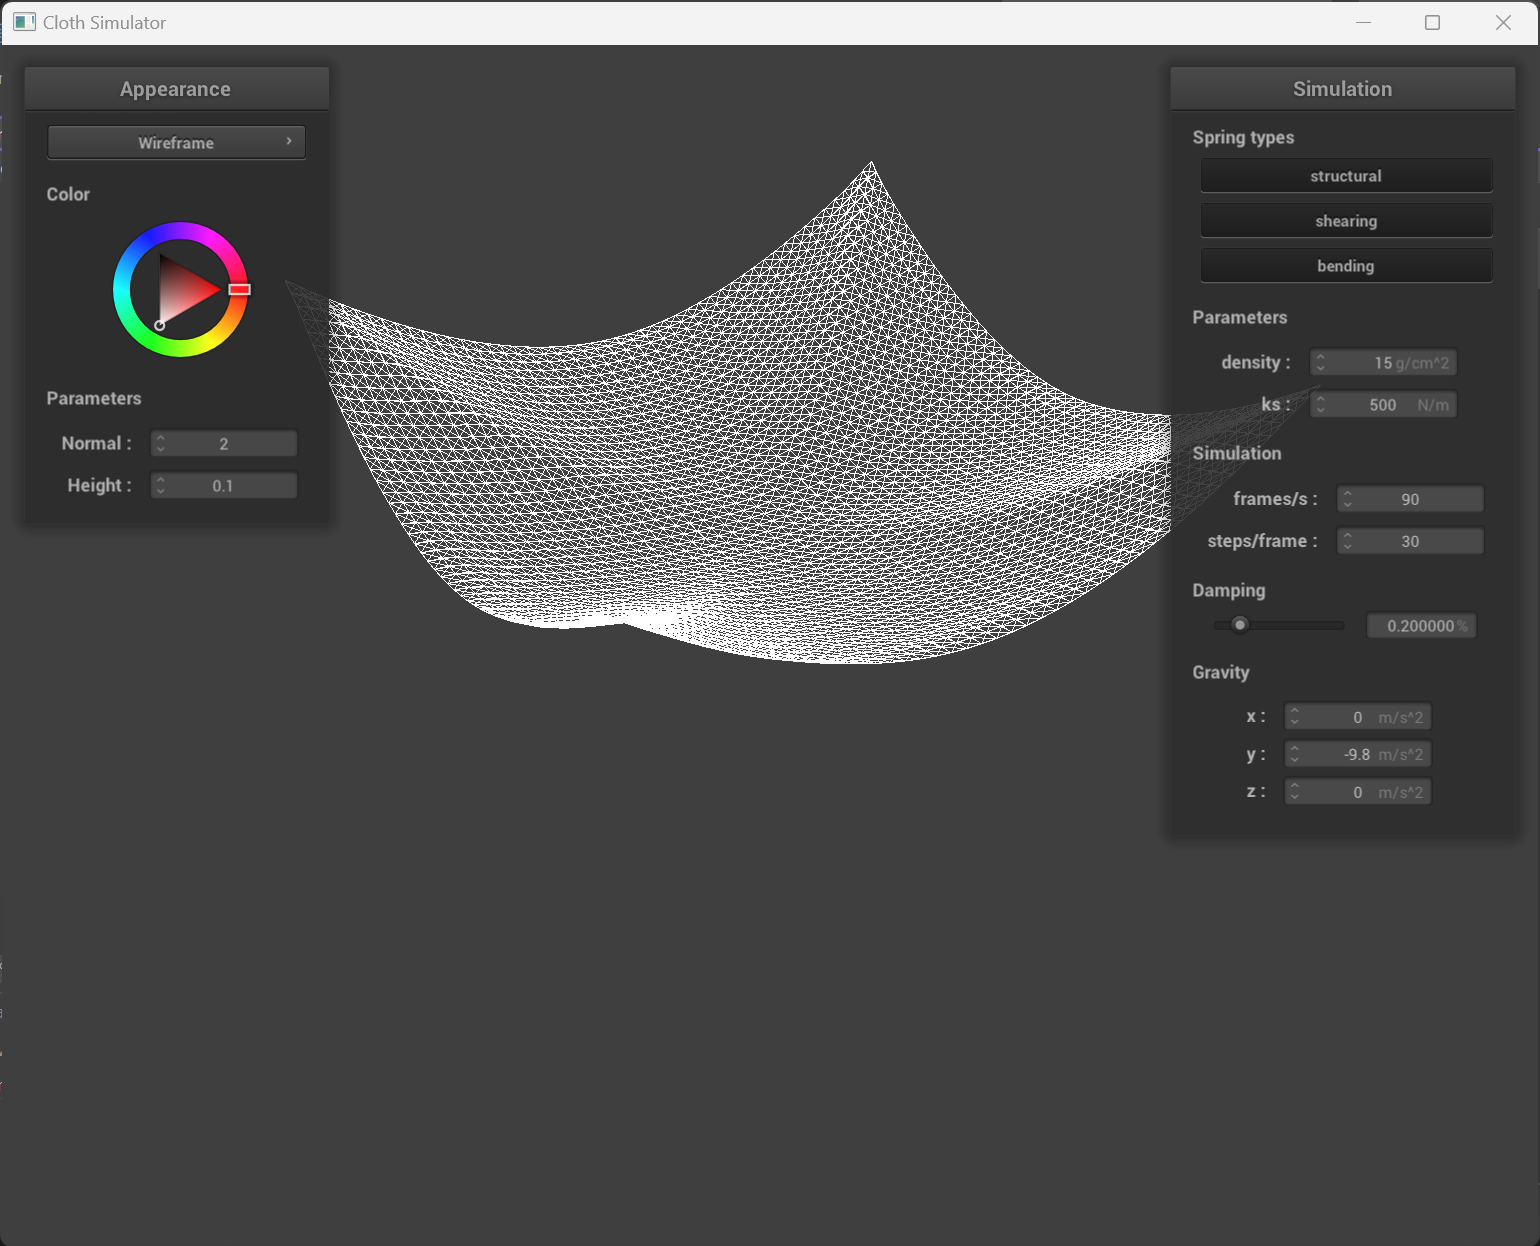 Cloth Simulator
Appearance
Wireframe
Color
Parameters
Normal : 2
Height : 0.1
Simulation
Spring types
structural
shearing
bending
Parameters
density : 15 g/cm^2
ks : 500 N/m
Simulation
frames/s : 90
steps/frame : 30
Damping
0.200000 %
Gravity
x : 0 m/s^2
y : -9.8 m/s^2
z : 0 m/s^2